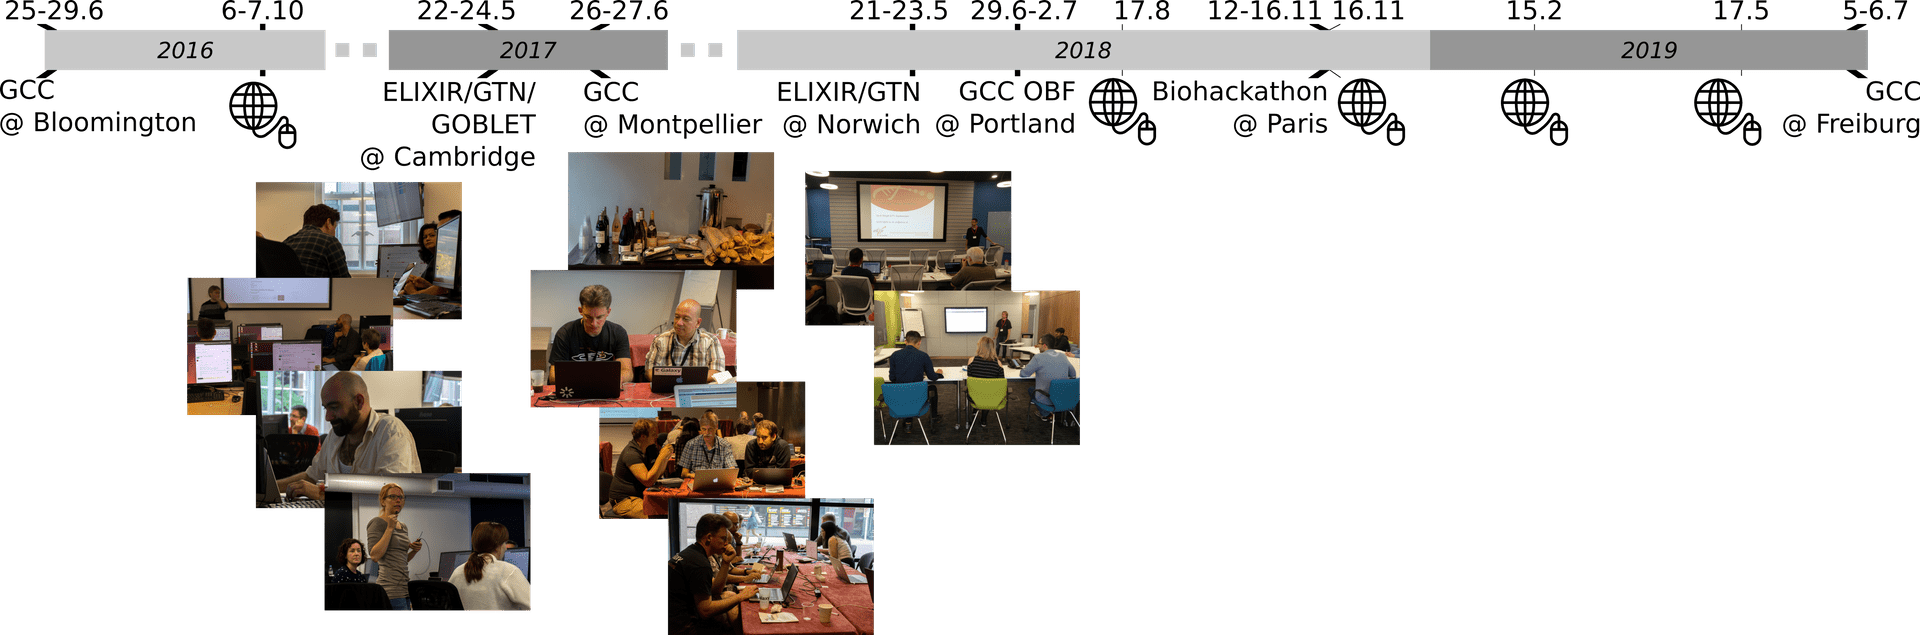 25-29.6
6-7.10
22-24.5
26-27.6
21-23.5
29.6-2.7
17.8
12-16.11
16.11
15.2
17.5
5-6.7
2016
2017
2018
2019
GCC
@ Bloomington
ELIXIR/GTN/
GOBLET
@ Cambridge
GCC
@ Montpellier
ELIXIR/GTN
@ Norwich
GCC OBF
@ Portland
Biohackathon
@ Paris
GCC
@ Freiburg
Galaxy